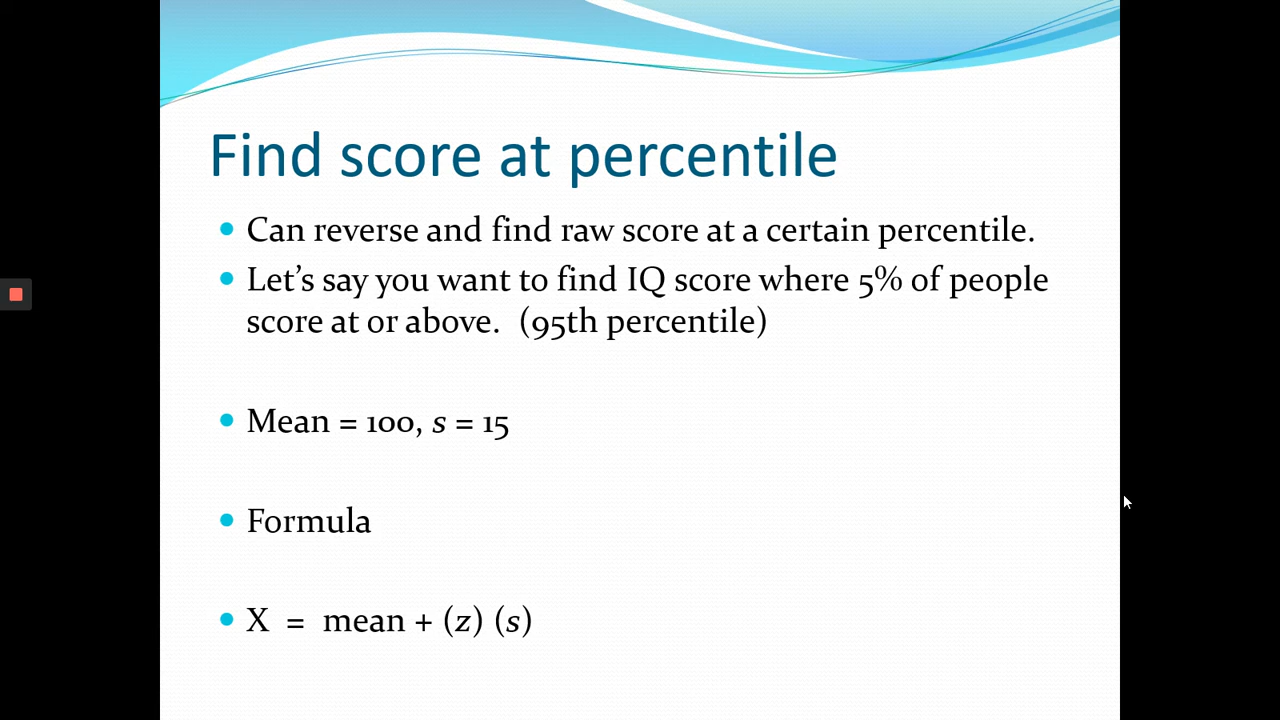 Find score at percentile
Can reverse and find raw score at a certain percentile.
Let’s say you want to find IQ score where 5% of people
score at or above.  (95th percentile)
Mean = 100, s = 15
Formula
X  =  mean + (z) (s)